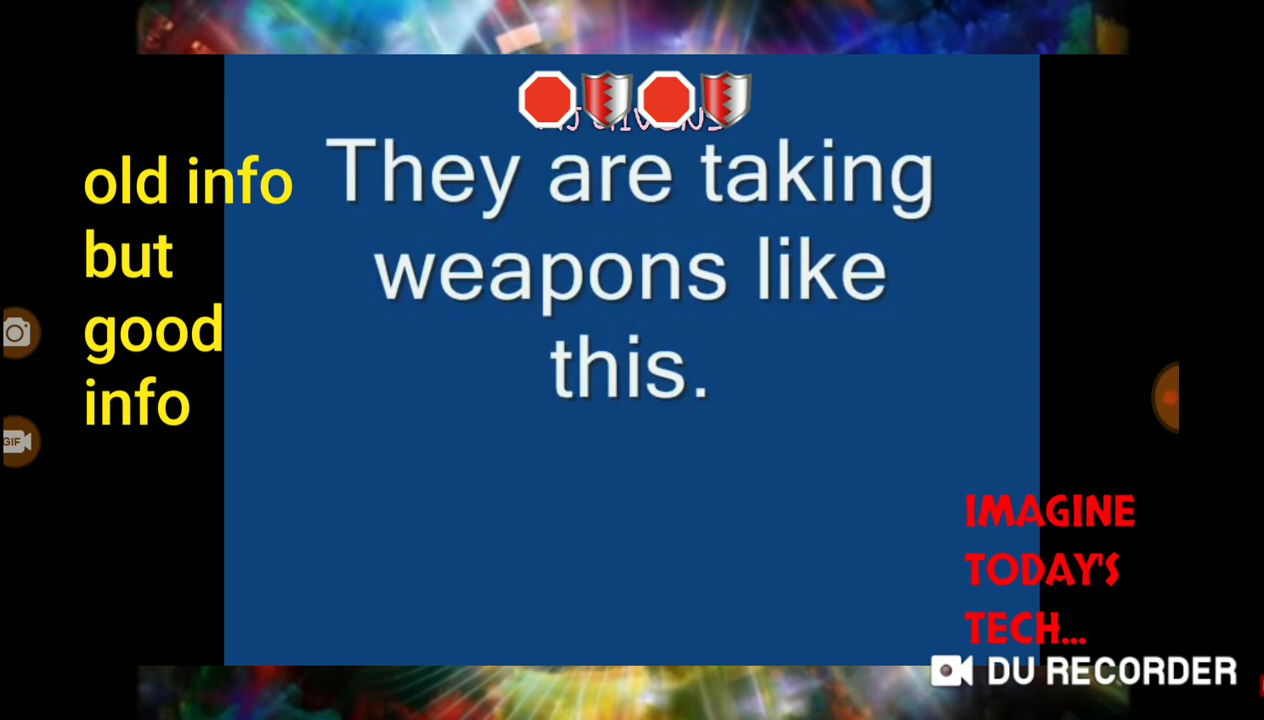 They are taking
weapons like
this.
old info
but
good
info
IMAGINE
TODAY'S
TECH...
GIF
DU RECORDER